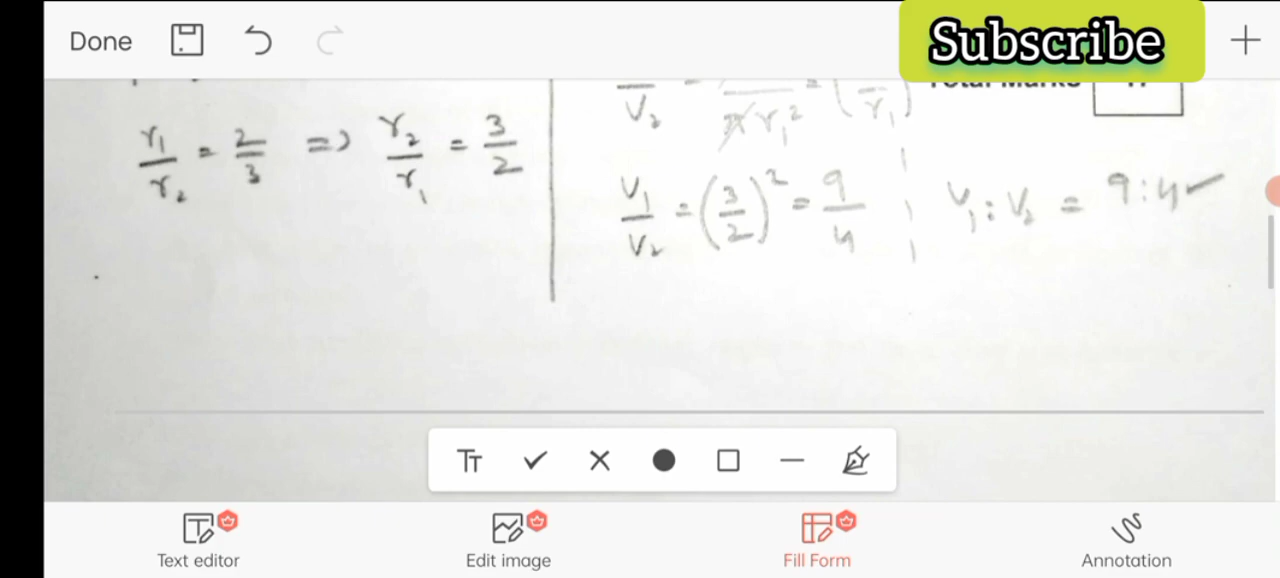 Done
Subscribe
r₁/r₂ = 2/3 => r₂/r₁ = 3/2
V₁/V₂ = (3/2)² = 9/4
V₁ : V₂ = 9:4 ✓
Text editor
Edit image
Fill Form
Annotation